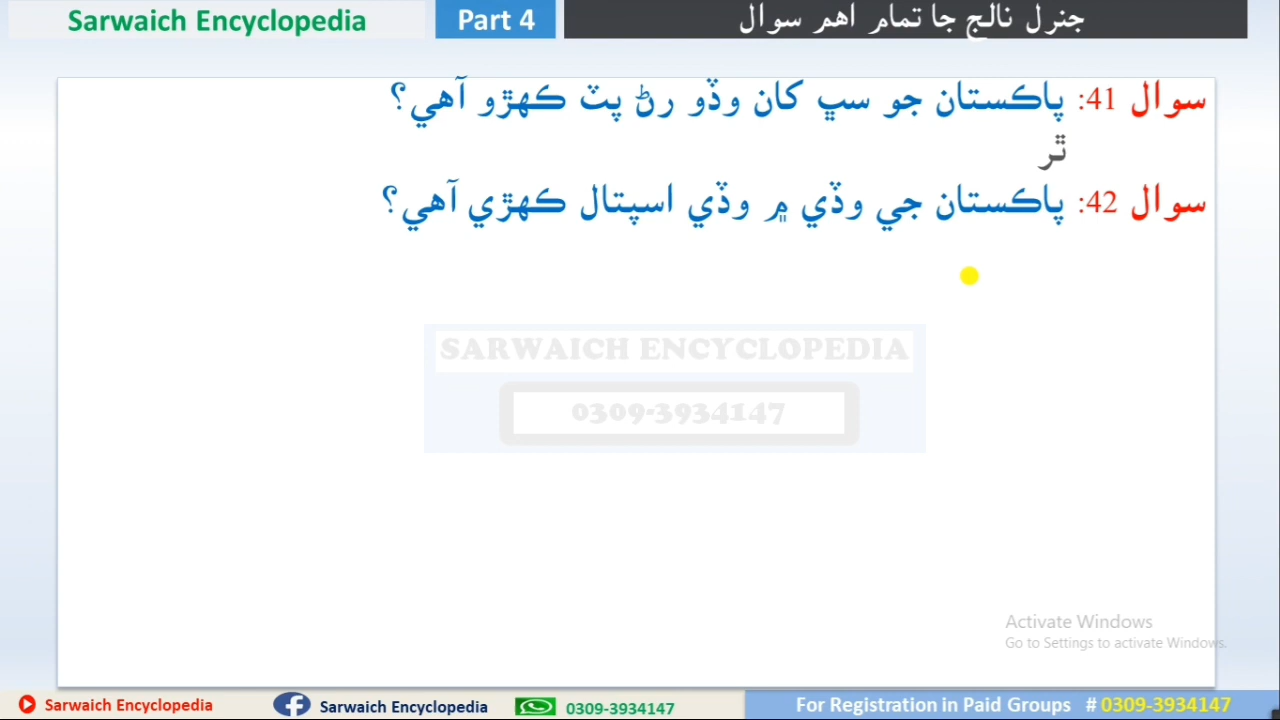 Sarwaich Encyclopedia
Part 4
جنرل نالج جا تمام اهم سوال
سوال 41: پاڪستان جو سڀ کان وڏو رڻ پٽ ڪهڙو آهي؟
ٿر
سوال 42: پاڪستان جي وڏي ۾ وڏي اسپتال ڪهڙي آهي؟
SARWAICH ENCYCLOPEDIA
0309-3934147
Activate Windows
Go to Settings to activate Windows.
Sarwaich Encyclopedia
Sarwaich Encyclopedia
0309-3934147
For Registration in Paid Groups # 0309-3934147